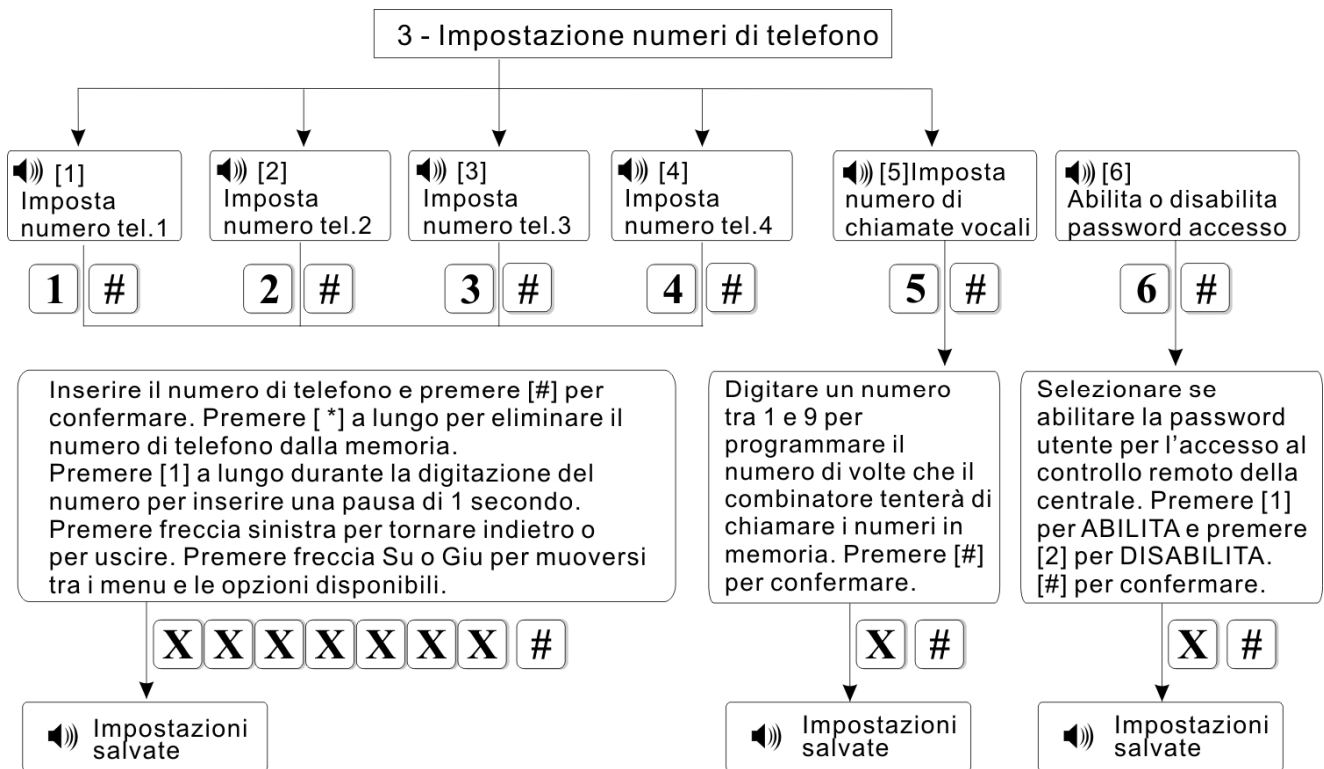 3 - Impostazione numeri di telefono
[1]
Imposta
numero tel.1
[2]
Imposta
numero tel.2
[3]
Imposta
numero tel.3
[4]
Imposta
numero tel.4
[5]Imposta
numero di
chiamate vocali
[6]
Abilita o disabilita
password accesso
1 #
2 #
3 #
4 #
5 #
6 #
Inserire il numero di telefono e premere [#] per
confermare. Premere [ *] a lungo per eliminare il
numero di telefono dalla memoria.
Premere [1] a lungo durante la digitazione del
numero per inserire una pausa di 1 secondo.
Premere freccia sinistra per tornare indietro o
per uscire. Premere freccia Su o Giu per muoversi
tra i menu e le opzioni disponibili.
Digitare un numero
tra 1 e 9 per
programmare il
numero di volte che il
combinatore tenterà di
chiamare i numeri in
memoria. Premere [#]
per confermare.
Selezionare se
abilitare la password
utente per l'accesso al
controllo remoto della
centrale. Premere [1]
per ABILITA e premere
[2] per DISABILITA.
[#] per confermare.
X X X X X X X #
X #
X #
Impostazioni
salvate
Impostazioni
salvate
Impostazioni
salvate